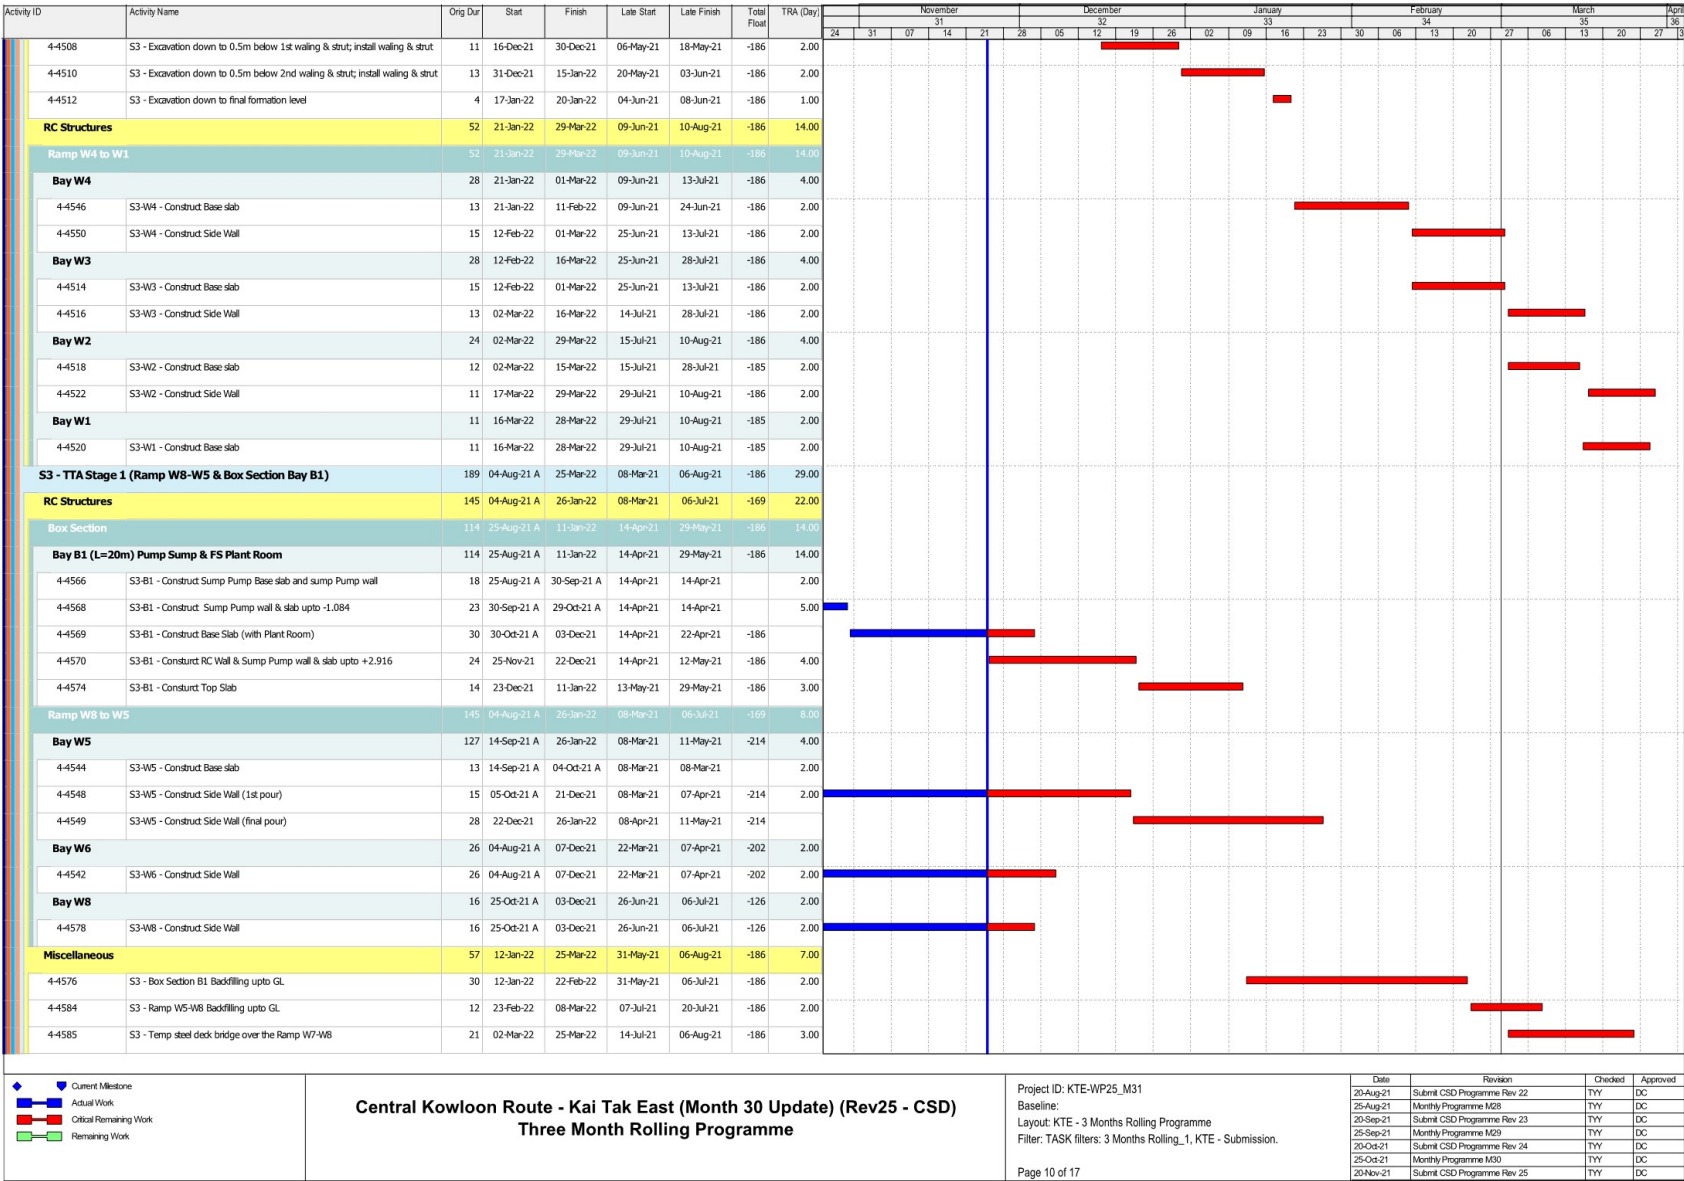 Activity ID Activity Name Orig Dur Start Finish Late Start Late Finish Total Float TRA (Day) November December January February March April
31 32 33 34 35 36
24 31 07 14 21 28 05 12 19 26 02 09 16 23 30 06 13 20 27 06 13 20 27 3
4-4508 S3 - Excavation down to 0.5m below 1st waling & strut; install waling & strut 11 16-Dec-21 30-Dec-21 06-May-21 18-May-21 -186 2.00
4-4510 S3 - Excavation down to 0.5m below 2nd waling & strut; install waling & strut 13 31-Dec-21 15-Jan-22 20-May-21 03-Jun-21 -186 2.00
4-4512 S3 - Excavation down to final formation level 4 17-Jan-22 20-Jan-22 04-Jun-21 08-Jun-21 -186 1.00
RC Structures 52 21-Jan-22 29-Mar-22 09-Jun-21 10-Aug-21 -186 14.00
Ramp W4 to W1 52 21-Jan-22 29-Mar-22 09-Jun-21 10-Aug-21 -186 14.00
Bay W4 28 21-Jan-22 01-Mar-22 09-Jun-21 13-Jul-21 -186 4.00
4-4546 S3-W4 - Construct Base slab 13 21-Jan-22 11-Feb-22 09-Jun-21 24-Jun-21 -186 2.00
4-4550 S3-W4 - Construct Side Wall 15 12-Feb-22 01-Mar-22 25-Jun-21 13-Jul-21 -186 2.00
Bay W3 28 12-Feb-22 16-Mar-22 25-Jun-21 28-Jul-21 -186 4.00
4-4514 S3-W3 - Construct Base slab 15 12-Feb-22 01-Mar-22 25-Jun-21 13-Jul-21 -186 2.00
4-4516 S3-W3 - Construct Side Wall 13 02-Mar-22 16-Mar-22 14-Jul-21 28-Jul-21 -186 2.00
Bay W2 24 02-Mar-22 29-Mar-22 15-Jul-21 10-Aug-21 -186 4.00
4-4518 S3-W2 - Construct Base slab 12 02-Mar-22 15-Mar-22 15-Jul-21 28-Jul-21 -185 2.00
4-4522 S3-W2 - Construct Side Wall 11 17-Mar-22 29-Mar-22 29-Jul-21 10-Aug-21 -186 2.00
Bay W1 11 16-Mar-22 28-Mar-22 29-Jul-21 10-Aug-21 -185 2.00
4-4520 S3-W1 - Construct Base slab 11 16-Mar-22 28-Mar-22 29-Jul-21 10-Aug-21 -185 2.00
S3 - TTA Stage 1 (Ramp W8-W5 & Box Section Bay B1) 189 04-Aug-21 A 25-Mar-22 08-Mar-21 06-Aug-21 -186 29.00
RC Structures 145 04-Aug-21 A 26-Jan-22 08-Mar-21 06-Jul-21 -169 22.00
Box Section 114 25-Aug-21 A 11-Jan-22 14-Apr-21 29-May-21 -186 14.00
Bay B1 (L=20m) Pump Sump & FS Plant Room 114 25-Aug-21 A 11-Jan-22 14-Apr-21 29-May-21 -186 14.00
4-4566 S3-B1 - Construct Sump Pump Base slab and sump Pump wall 18 25-Aug-21 A 30-Sep-21 A 14-Apr-21 14-Apr-21 2.00
4-4568 S3-B1 - Construct Sump Pump wall & slab upto -1.084 23 30-Sep-21 A 29-Oct-21 A 14-Apr-21 14-Apr-21 5.00
4-4569 S3-B1 - Construct Base Slab (with Plant Room) 30 30-Oct-21 A 03-Dec-21 14-Apr-21 22-Apr-21 -186
4-4570 S3-B1 - Consturct RC Wall & Sump Pump wall & slab upto +2.916 24 25-Nov-21 22-Dec-21 14-Apr-21 12-May-21 -186 4.00
4-4574 S3-B1 - Consturct Top Slab 14 23-Dec-21 11-Jan-22 13-May-21 29-May-21 -186 3.00
Ramp W8 to W5 145 04-Aug-21 A 26-Jan-22 08-Mar-21 06-Jul-21 -169 8.00
Bay W5 127 14-Sep-21 A 26-Jan-22 08-Mar-21 11-May-21 -214 4.00
4-4544 S3-W5 - Construct Base slab 13 14-Sep-21 A 04-Oct-21 A 08-Mar-21 08-Mar-21 2.00
4-4548 S3-W5 - Construct Side Wall (1st pour) 15 05-Oct-21 A 21-Dec-21 08-Mar-21 07-Apr-21 -214 2.00
4-4549 S3-W5 - Construct Side Wall (final pour) 28 22-Dec-21 26-Jan-22 08-Apr-21 11-May-21 -214
Bay W6 26 04-Aug-21 A 07-Dec-21 22-Mar-21 07-Apr-21 -202 2.00
4-4542 S3-W6 - Construct Side Wall 26 04-Aug-21 A 07-Dec-21 22-Mar-21 07-Apr-21 -202 2.00
Bay W8 16 25-Oct-21 A 03-Dec-21 26-Jun-21 06-Jul-21 -126 2.00
4-4578 S3-W8 - Construct Side Wall 16 25-Oct-21 A 03-Dec-21 26-Jun-21 06-Jul-21 -126 2.00
Miscellaneous 57 12-Jan-22 25-Mar-22 31-May-21 06-Aug-21 -186 7.00
4-4576 S3 - Box Section B1 Backfilling upto GL 30 12-Jan-22 22-Feb-22 31-May-21 06-Jul-21 -186 2.00
4-4584 S3 - Ramp W5-W8 Backfilling upto GL 12 23-Feb-22 08-Mar-22 07-Jul-21 20-Jul-21 -186 2.00
4-4585 S3 - Temp steel deck bridge over the Ramp W7-W8 21 02-Mar-22 25-Mar-22 14-Jul-21 06-Aug-21 -186 3.00
Current Milestone
Actual Work
Critical Remaining Work
Remaining Work
Central Kowloon Route - Kai Tak East (Month 30 Update) (Rev25 - CSD)
Three Month Rolling Programme
Project ID: KTE-WP25_M31
Baseline:
Layout: KTE - 3 Months Rolling Programme
Filter: TASK filters: 3 Months Rolling_1, KTE - Submission.
Page 10 of 17
Date Revision Checked Approved
20-Aug-21 Submit CSD Programme Rev 22 TYY DC
25-Aug-21 Monthly Programme M28 TYY DC
20-Sep-21 Submit CSD Programme Rev 23 TYY DC
25-Sep-21 Monthly Programme M29 TYY DC
20-Oct-21 Submit CSD Programme Rev 24 TYY DC
25-Oct-21 Monthly Programme M30 TYY DC
20-Nov-21 Submit CSD Programme Rev 25 TYY DC